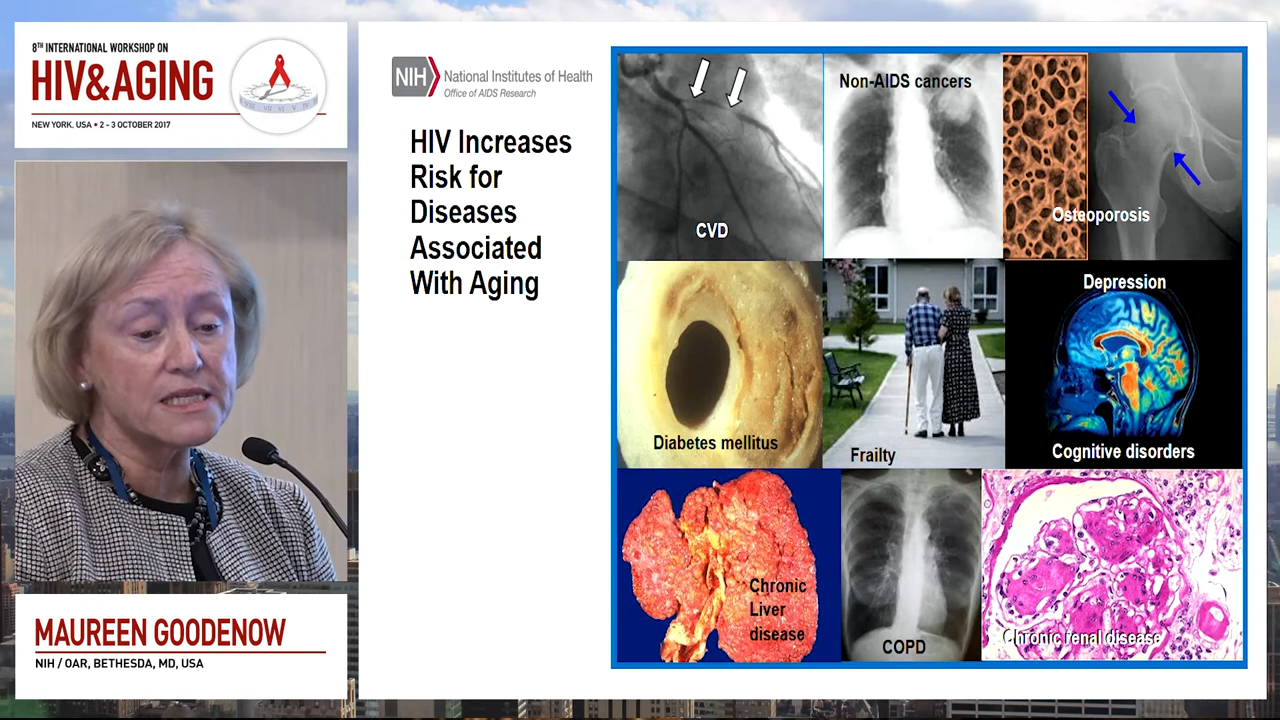 8TH INTERNATIONAL WORKSHOP ON
HIV&AGING
NEW YORK, USA • 2 - 3 OCTOBER 2017
NIH National Institutes of Health
Office of AIDS Research
HIV Increases
Risk for
Diseases
Associated
With Aging
CVD
Non-AIDS cancers
Osteoporosis
Diabetes mellitus
Frailty
Depression
Cognitive disorders
Chronic
Liver
disease
COPD
Chronic renal disease
MAUREEN GOODENOW
NIH / OAR, BETHESDA, MD, USA